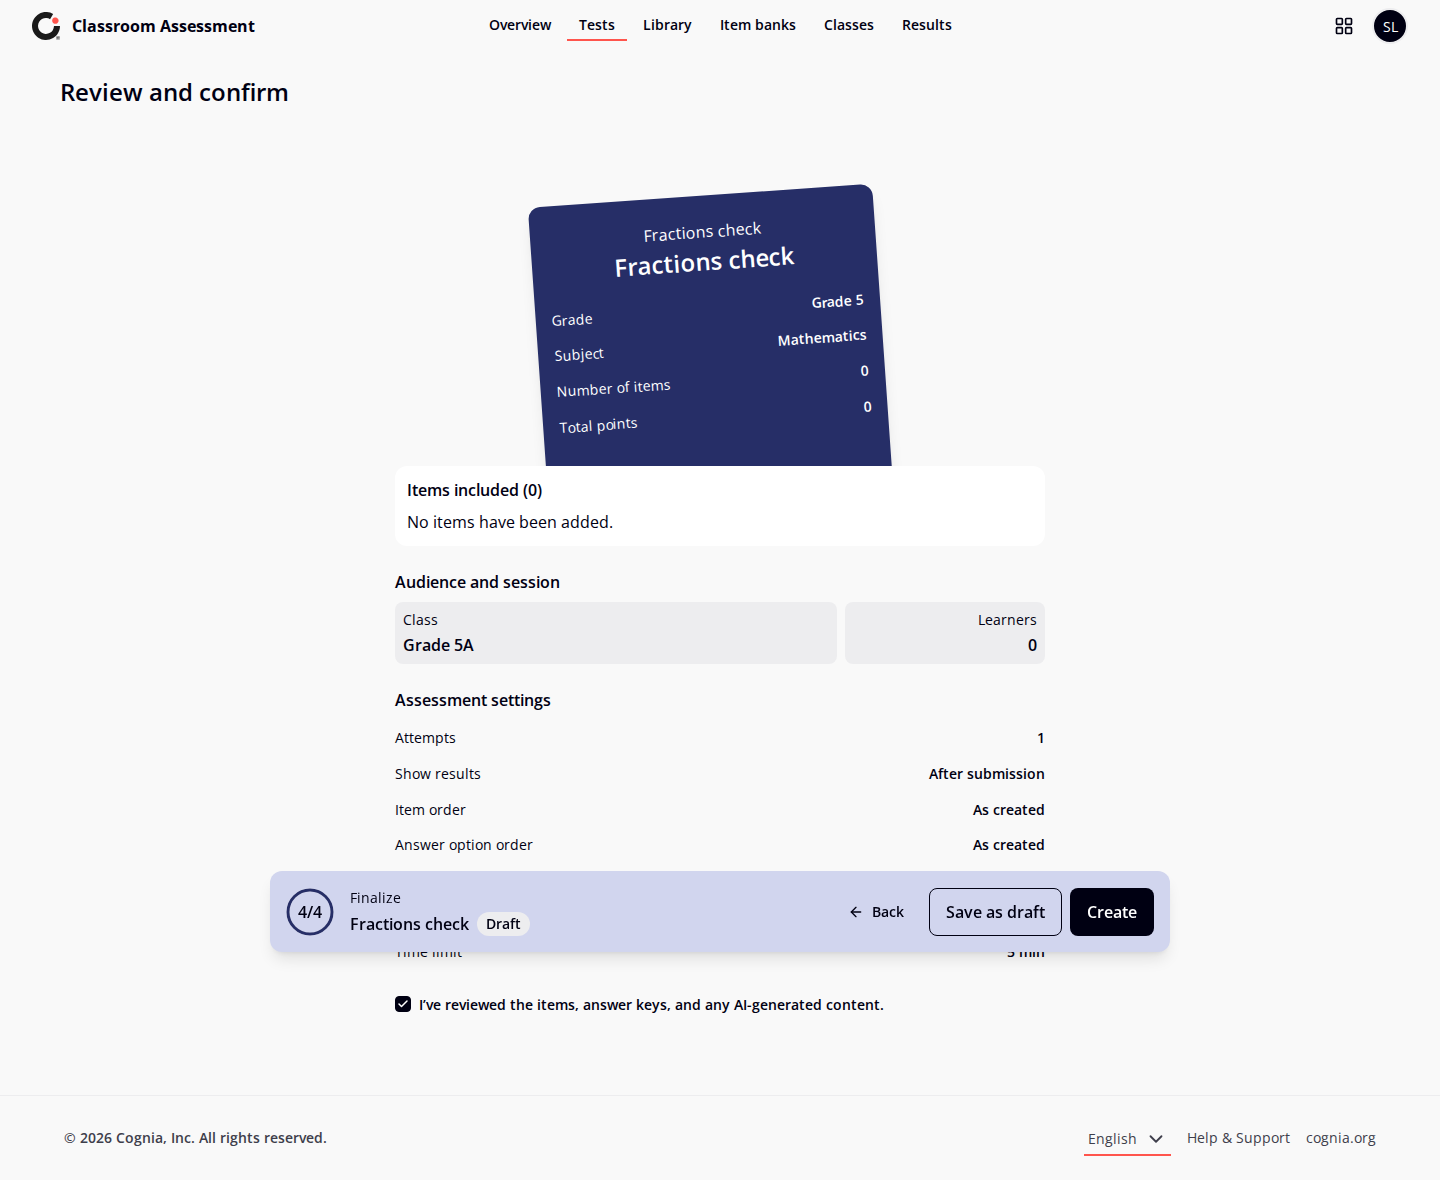 Classroom Assessment
Overview
Tests
Library
Item banks
Classes
Results
SL
Review and confirm
Fractions check
Fractions check
Grade
Grade 5
Subject
Mathematics
Number of items
0
Total points
0
Items included (0)
No items have been added.
Audience and session
Class
Grade 5A
Learners
0
Assessment settings
Attempts
1
Show results
After submission
Item order
As created
Answer option order
As created
4/4
Finalize
Fractions check
Draft
Back
Save as draft
Create
Time limit
5 min
I’ve reviewed the items, answer keys, and any AI-generated content.
© 2026 Cognia, Inc. All rights reserved.
English
Help & Support
cognia.org